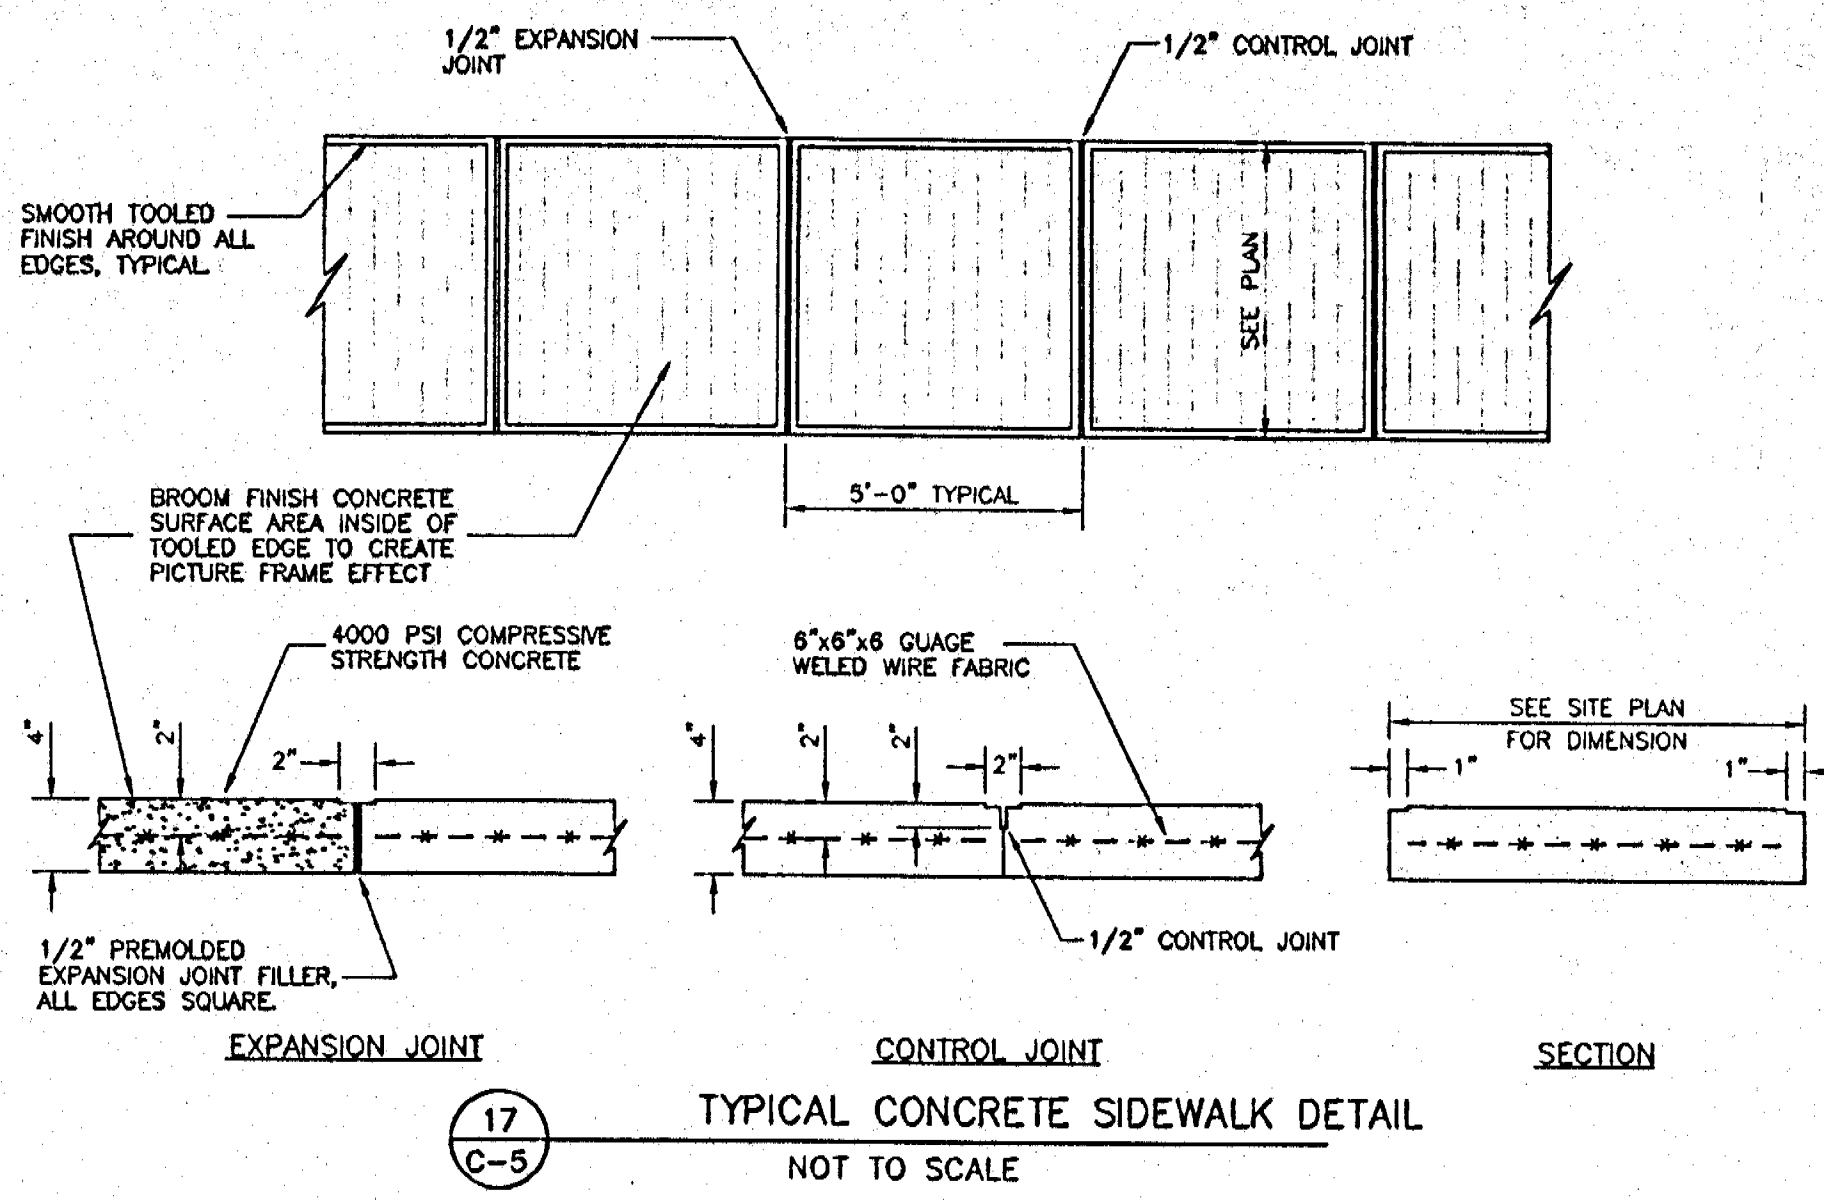 1/2" EXPANSION
JOINT
1/2" CONTROL JOINT
SMOOTH TOOLED
FINISH AROUND ALL
EDGES, TYPICAL
SEE PLAN
5'-0" TYPICAL
BROOM FINISH CONCRETE
SURFACE AREA INSIDE OF
TOOLED EDGE TO CREATE
PICTURE FRAME EFFECT
4000 PSI COMPRESSIVE
STRENGTH CONCRETE
4"
2"
2"
1/2" PREMOLDED
EXPANSION JOINT FILLER,
ALL EDGES SQUARE.
EXPANSION JOINT
6"x6"x6 GUAGE
WELED WIRE FABRIC
4"
2"
2"
2"
1/2" CONTROL JOINT
CONTROL JOINT
SEE SITE PLAN
FOR DIMENSION
1"
1"
SECTION
17
C-5
TYPICAL CONCRETE SIDEWALK DETAIL
NOT TO SCALE